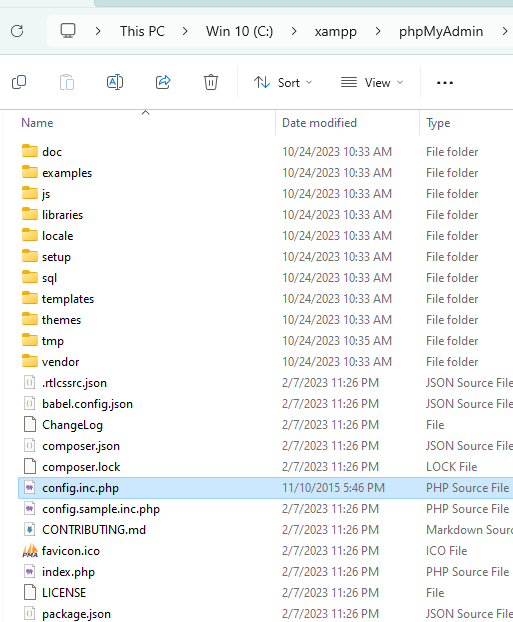 This PC > Win 10 (C:) > xampp > phpMyAdmin >
Sort View
Name Date modified Type
doc 10/24/2023 10:33 AM File folder
examples 10/24/2023 10:33 AM File folder
js 10/24/2023 10:33 AM File folder
libraries 10/24/2023 10:33 AM File folder
locale 10/24/2023 10:33 AM File folder
setup 10/24/2023 10:33 AM File folder
sql 10/24/2023 10:33 AM File folder
templates 10/24/2023 10:33 AM File folder
themes 10/24/2023 10:33 AM File folder
tmp 10/24/2023 10:35 AM File folder
vendor 10/24/2023 10:33 AM File folder
.rtlcssrc.json 2/7/2023 11:26 PM JSON Source File
babel.config.json 2/7/2023 11:26 PM JSON Source File
ChangeLog 2/7/2023 11:26 PM File
composer.json 2/7/2023 11:26 PM JSON Source File
composer.lock 2/7/2023 11:26 PM LOCK File
config.inc.php 11/10/2015 5:46 PM PHP Source File
config.sample.inc.php 2/7/2023 11:26 PM PHP Source File
CONTRIBUTING.md 2/7/2023 11:26 PM Markdown Sourc
PMA favicon.ico 2/7/2023 11:26 PM ICO File
index.php 2/7/2023 11:26 PM PHP Source File
LICENSE 2/7/2023 11:26 PM File
package.json 2/7/2023 11:26 PM JSON Source File